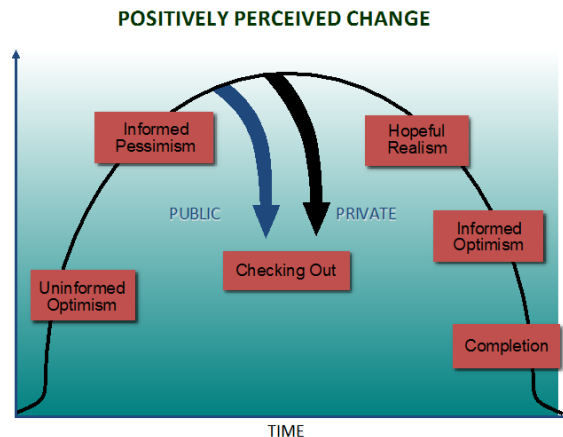 POSITIVELY PERCEIVED CHANGE
Informed
Pessimism
Hopeful
Realism
PUBLIC
PRIVATE
Informed
Optimism
Checking Out
Uninformed
Optimism
Completion
TIME